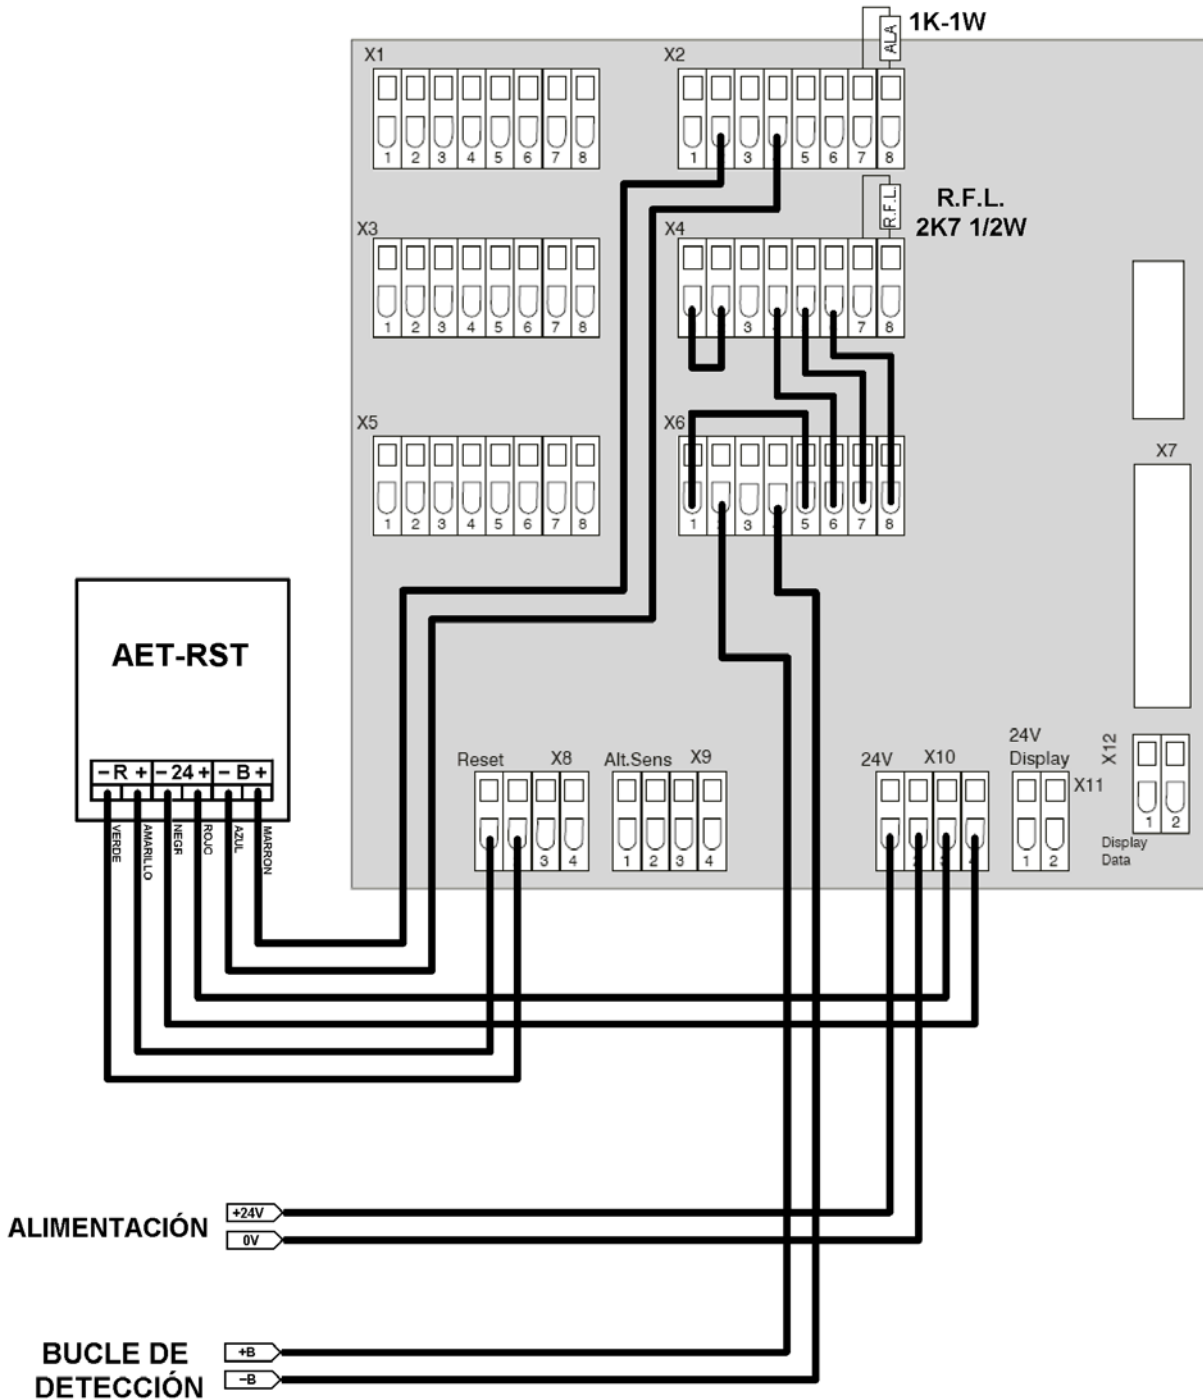 1K-1W
ALA
X1
X2
1 2 3 4 5 6 7 8
1 3 5 6 7 8
R.F.L.
R.F.L.
2K7 1/2W
X3
X4
1 2 3 4 5 6 7 8
3 7 8
X5
X6
X7
1 2 3 4 5 6 7 8
1 3 5 6 7 8
AET-RST
− R + − 24 + − B +
VERDE
AMARILLO
NEGR
ROJO
AZUL
MARRON
Reset X8
3 4
Alt.Sens X9
1 2 3 4
24V X10
24V
Display
X11
1 2
X12
1 2
Display
Data
ALIMENTACIÓN
+24V
0V
BUCLE DE
DETECCIÓN
+B
−B